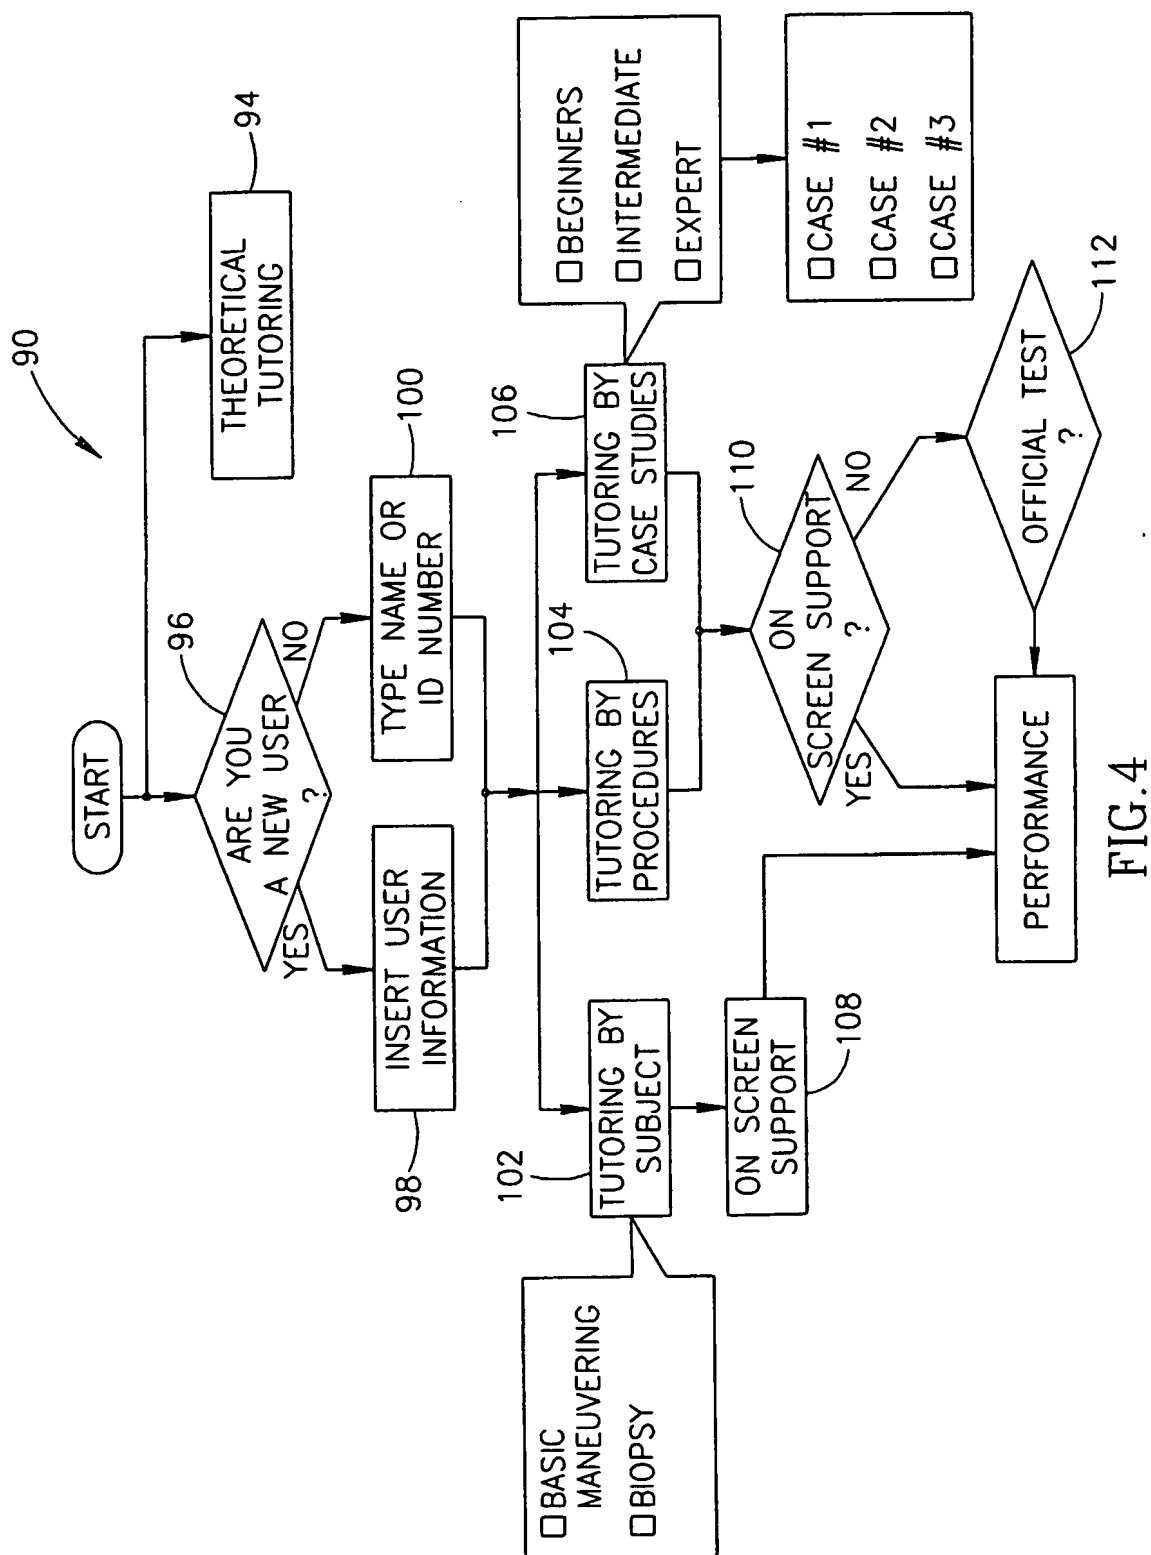 90
START
THEORETICAL
TUTORING
94
ARE YOU
A NEW USER
?
96
YES
NO
INSERT USER
INFORMATION
98
TYPE NAME OR
ID NUMBER
100
TUTORING BY
SUBJECT
102
TUTORING BY
PROCEDURES
104
TUTORING BY
CASE STUDIES
106
BASIC
MANEUVERING
BIOPSY
BEGINNERS
INTERMEDIATE
EXPERT
CASE #1
CASE #2
CASE #3
ON SCREEN
SUPPORT
108
ON
SCREEN SUPPORT
?
110
YES
NO
OFFICIAL TEST
?
112
PERFORMANCE
FIG.4